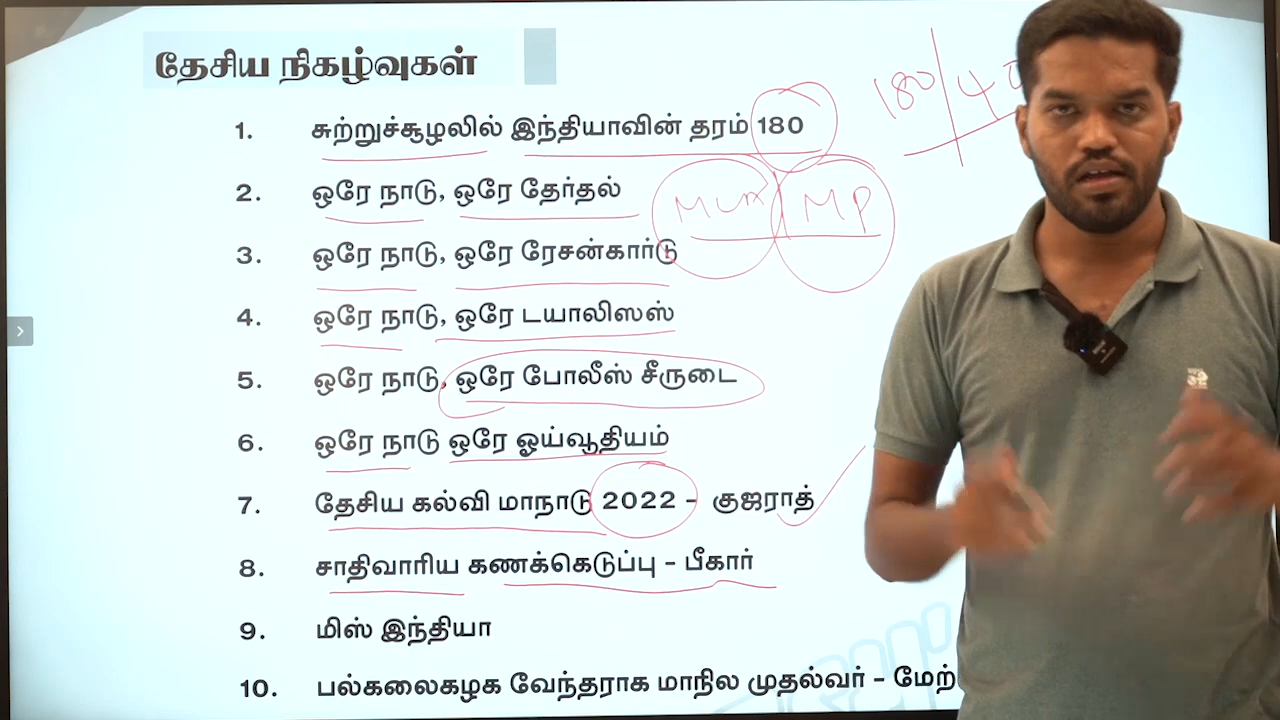 தேசிய நிகழ்வுகள்
1. சுற்றுச்சூழலில் இந்தியாவின் தரம் 180
2. ஒரே நாடு, ஒரே தேர்தல்
3. ஒரே நாடு, ஒரே ரேசன்கார்டு
4. ஒரே நாடு, ஒரே டயாலிஸஸ்
5. ஒரே நாடு, ஒரே போலீஸ் சீருடை
6. ஒரே நாடு ஒரே ஓய்வூதியம்
7. தேசிய கல்வி மாநாடு 2022 - குஜராத்
8. சாதிவாரிய கணக்கெடுப்பு - பீகார்
9. மிஸ் இந்தியா
10. பல்கலைகழக வேந்தராக மாநில முதல்வர் -
180
MP